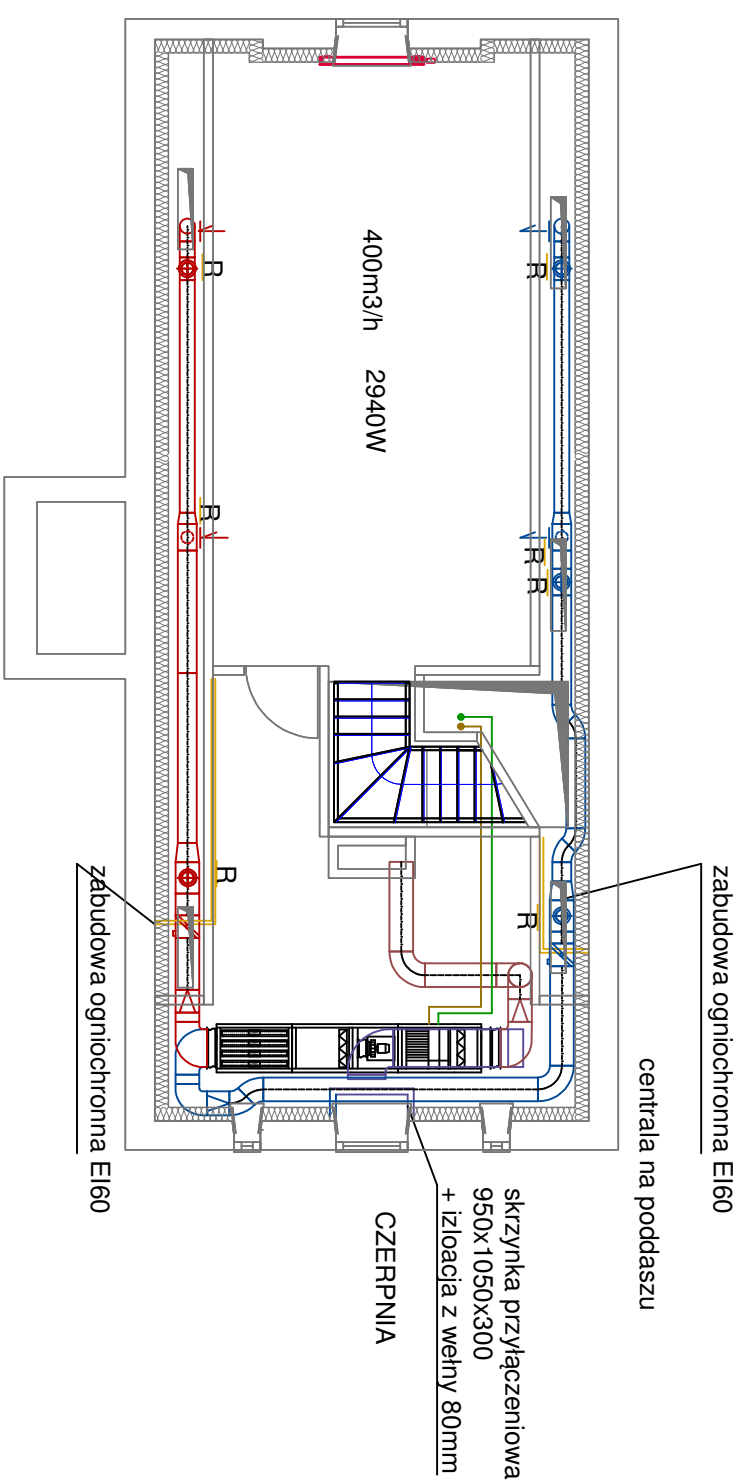 zabudowa ogniochronna EI60
centrala na poddaszu
skrzynka przyłączeniowa
950x1050x300
+ izloacja z wełny 80mm
CZERPNIA
400m3/h 2940W
zabudowa ogniochronna EI60
R
R
R
R
R
R
R